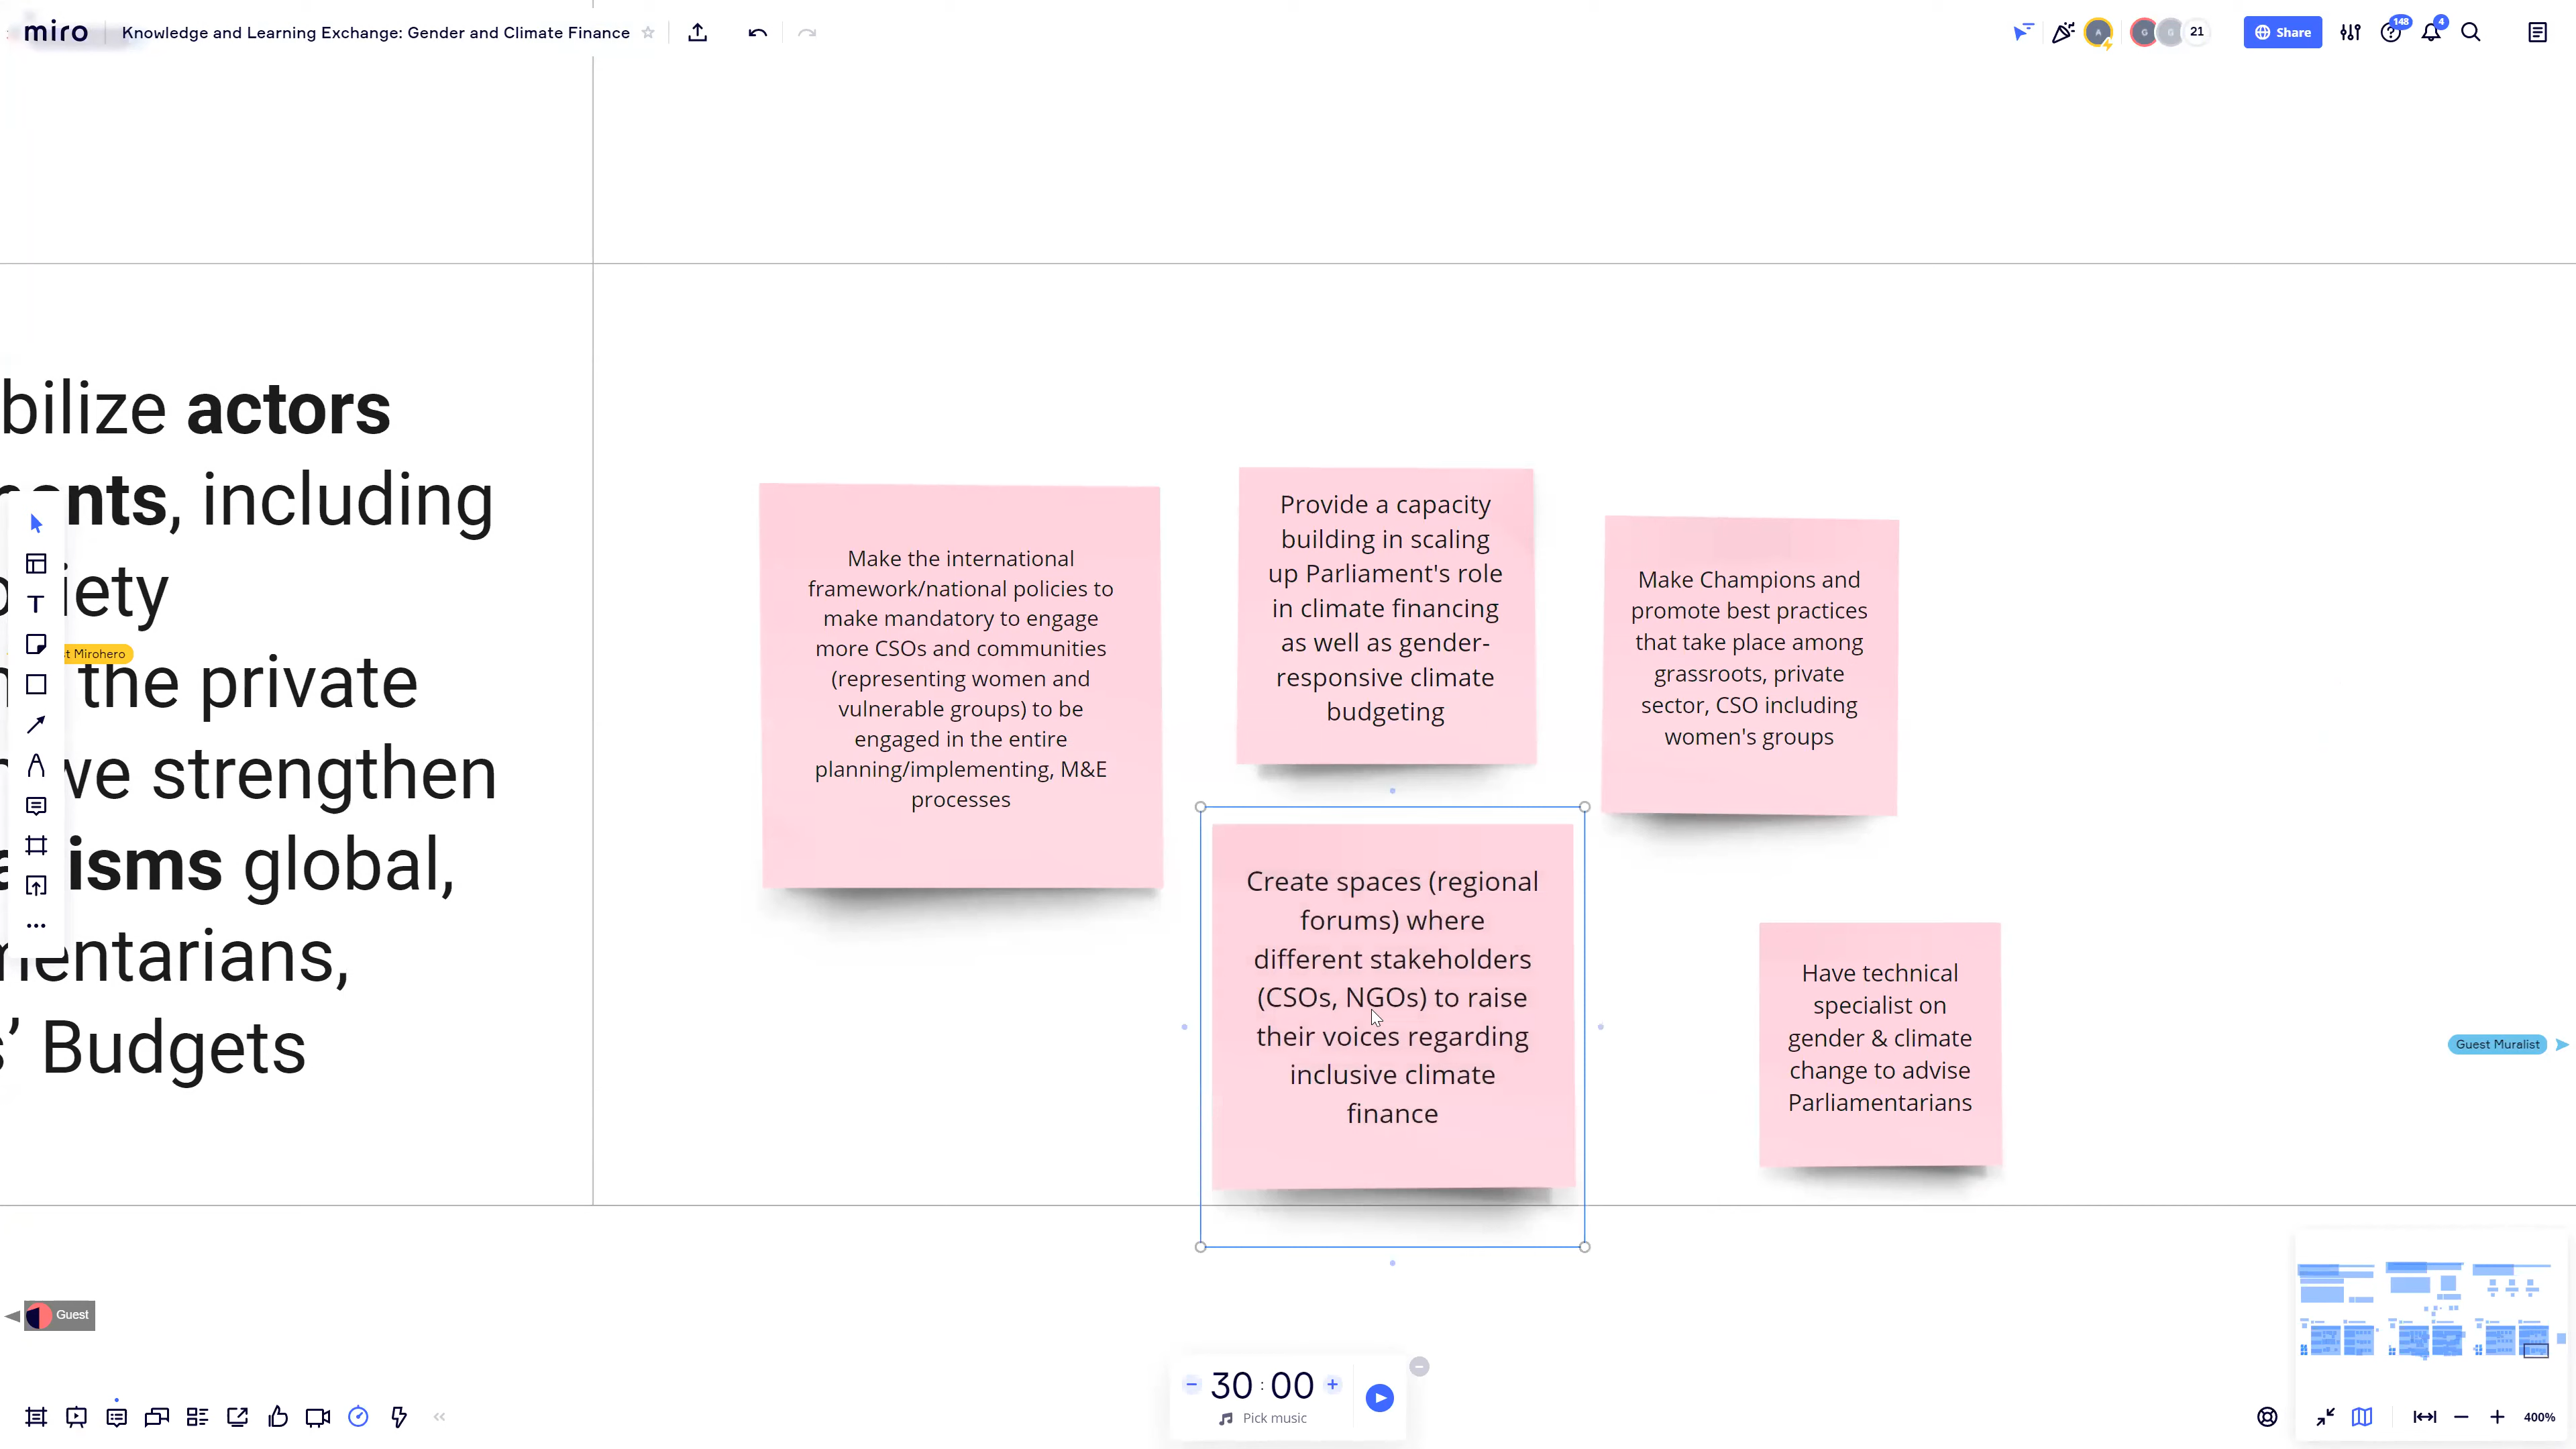 miro
Knowledge and Learning Exchange: Gender and Climate Finance
A
G
G
21
Share
148
4
bilize actors
nts, including
iety
t Mirohero
the private
we strengthen
isms global,
entarians,
’ Budgets
Make the international
framework/national policies to
make mandatory to engage
more CSOs and communities
(representing women and
vulnerable groups) to be
engaged in the entire
planning/implementing, M&E
processes
Provide a capacity
building in scaling
up Parliament's role
in climate financing
as well as gender-
responsive climate
budgeting
Make Champions and
promote best practices
that take place among
grassroots, private
sector, CSO including
women's groups
Create spaces (regional
forums) where
different stakeholders
(CSOs, NGOs) to raise
their voices regarding
inclusive climate
finance
Have technical
specialist on
gender & climate
change to advise
Parliamentarians
Guest Muralist
Guest
30 : 00
Pick music
400%